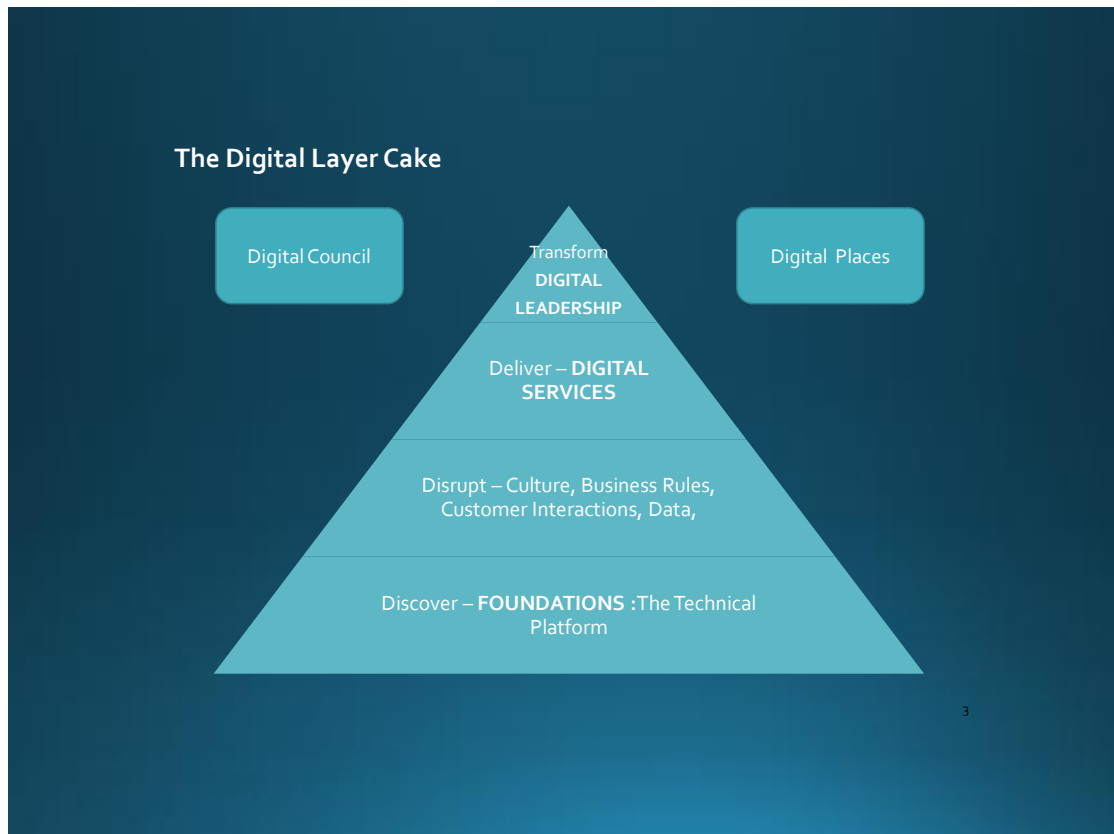 The Digital Layer Cake
Digital Council
Digital Places
Transform
DIGITAL
LEADERSHIP
Deliver – DIGITAL
SERVICES
Disrupt – Culture, Business Rules,
Customer Interactions, Data,
Discover – FOUNDATIONS :The Technical
Platform
3